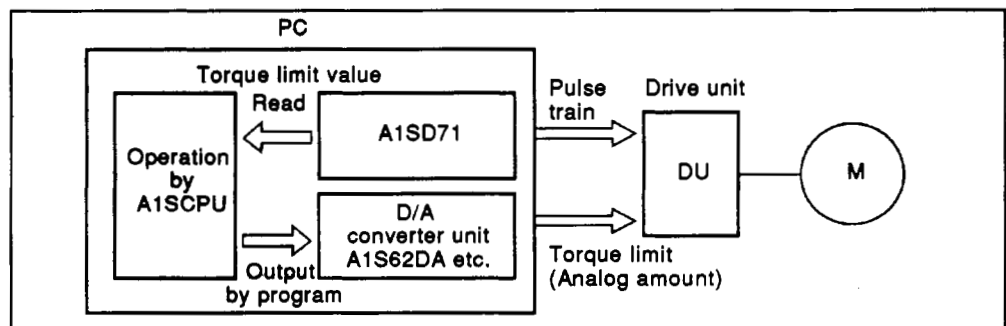 PC
Torque limit value
Read
A1SD71
Operation
by
A1SCPU
D/A
converter unit
A1S62DA etc.
Output
by program
Pulse
train
Drive unit
DU
M
Torque limit
(Analog amount)